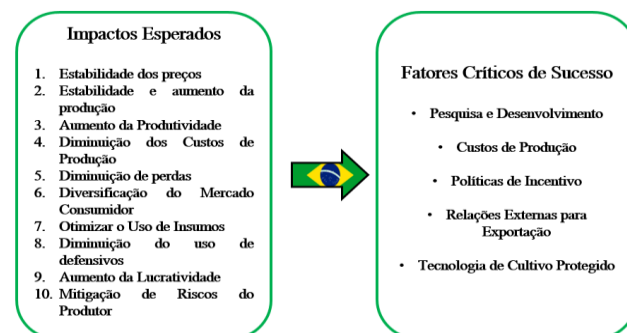 Impactos Esperados
1. Estabilidade dos preços
2. Estabilidade e aumento da
produção
3. Aumento da Produtividade
4. Diminuição dos Custos de
Produção
5. Diminuição de perdas
6. Diversificação do Mercado
Consumidor
7. Otimizar o Uso de Insumos
8. Diminuição do uso de
defensivos
9. Aumento da Lucratividade
10. Mitigação de Riscos do
Produtor
Fatores Críticos de Sucesso
• Pesquisa e Desenvolvimento
• Custos de Produção
• Políticas de Incentivo
• Relações Externas para
Exportação
• Tecnologia de Cultivo Protegido